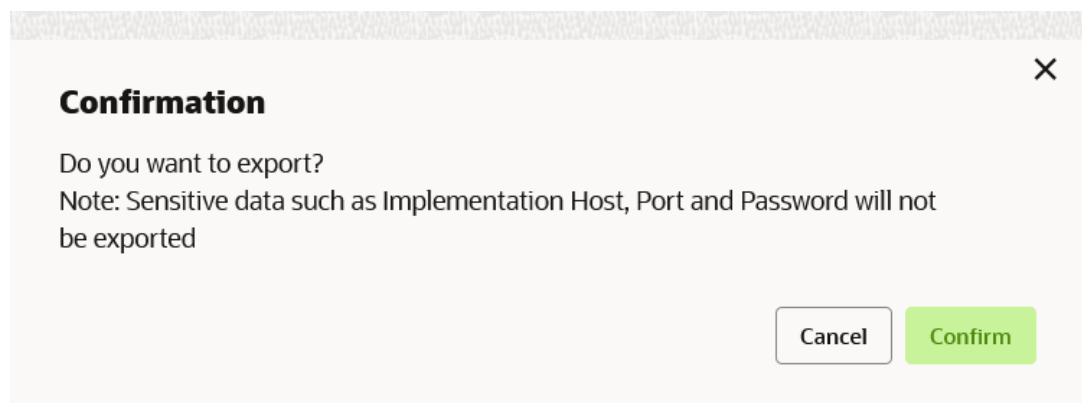 Confirmation
Do you want to export?
Note: Sensitive data such as Implementation Host, Port and Password will not
be exported
Cancel
Confirm